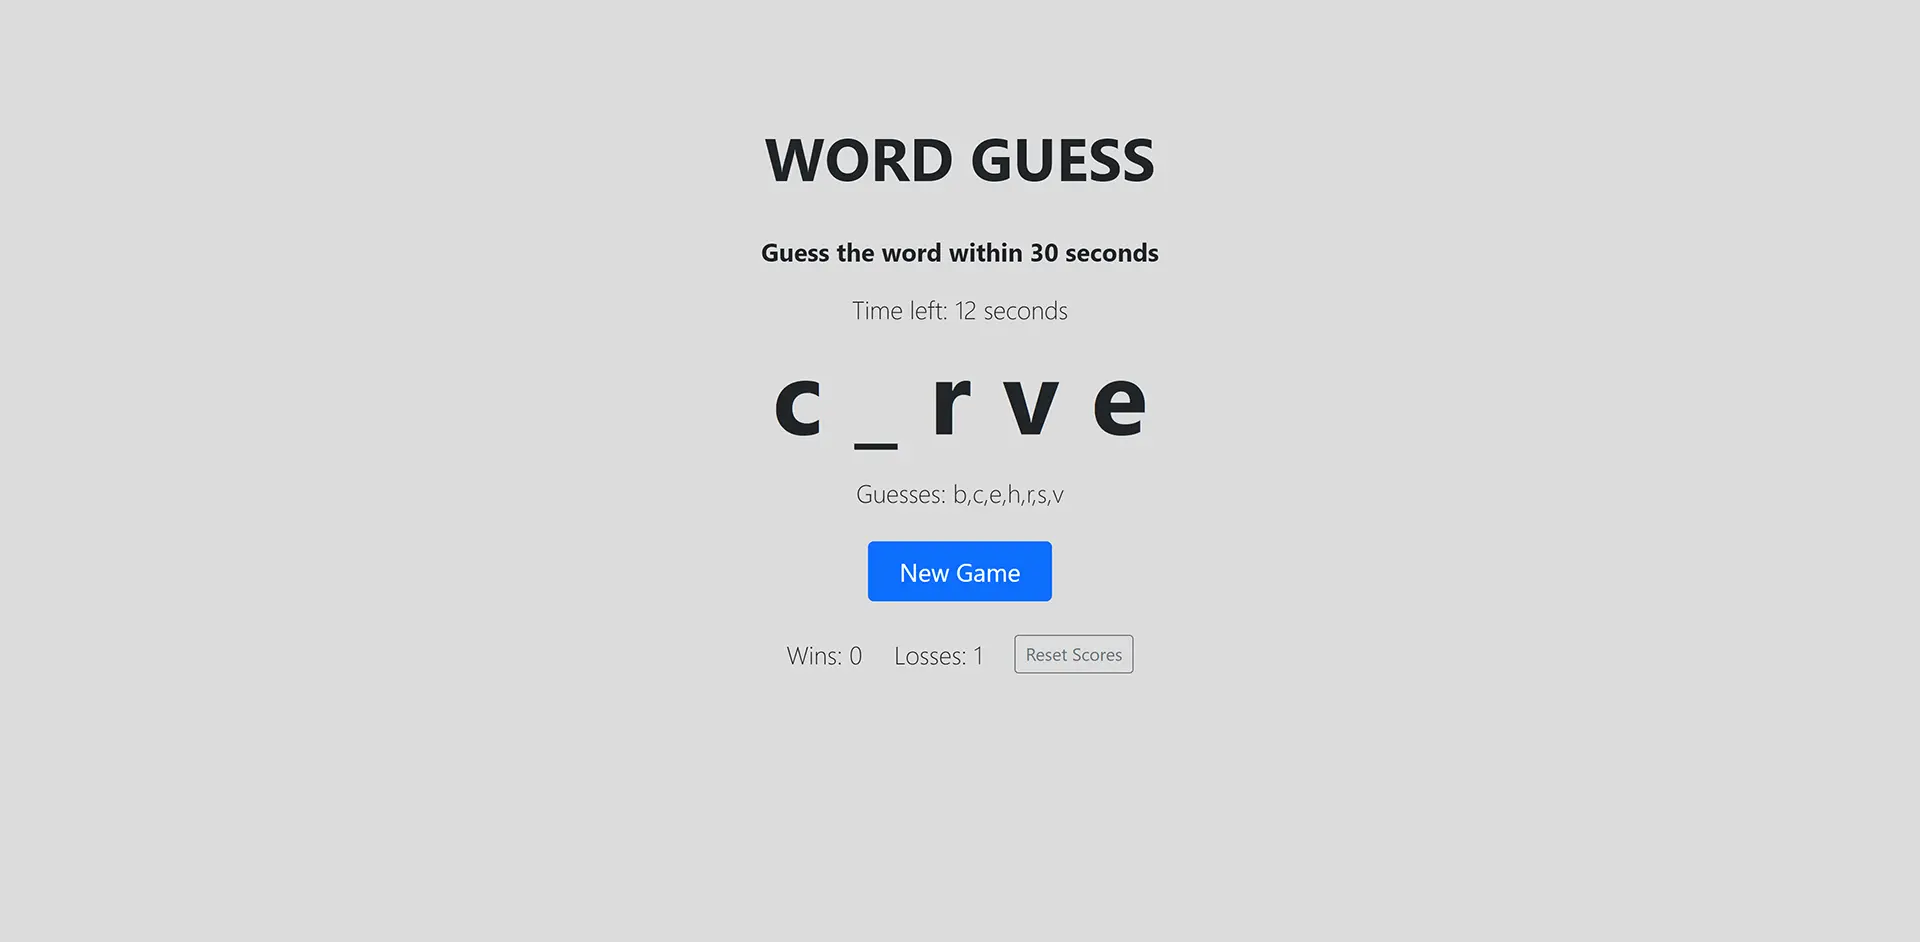 WORD GUESS
Guess the word within 30 seconds
Time left: 12 seconds
c _ r v e
Guesses: b,c,e,h,r,s,v
New Game
Wins: 0 Losses: 1 Reset Scores